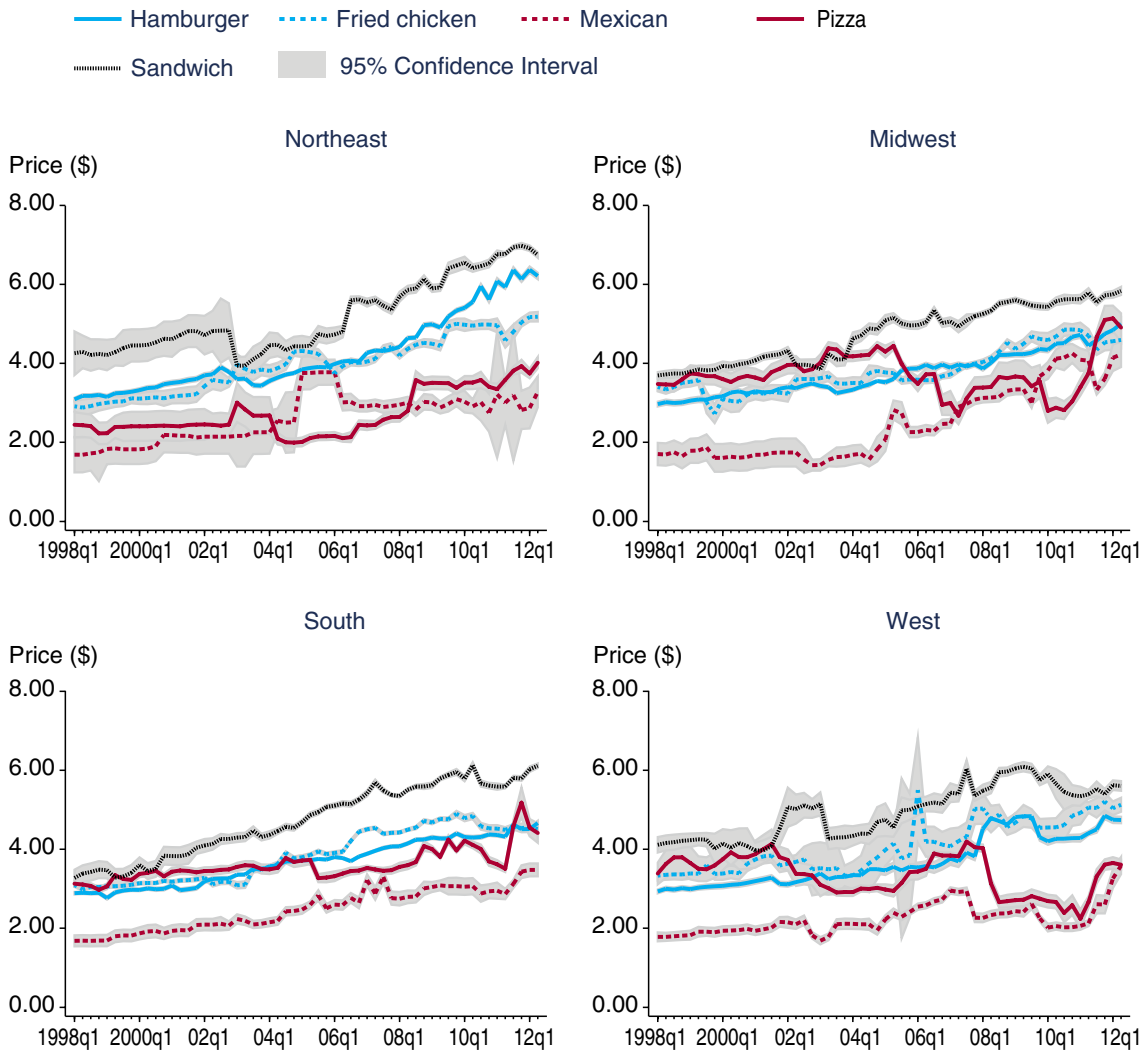 Hamburger Fried chicken Mexican Pizza
Sandwich 95% Confidence Interval
Northeast
Price ($)
8.00
6.00
4.00
2.00
0.00
1998q1 2000q1 02q1 04q1 06q1 08q1 10q1 12q1
Midwest
Price ($)
8.00
6.00
4.00
2.00
0.00
1998q1 2000q1 02q1 04q1 06q1 08q1 10q1 12q1
South
Price ($)
8.00
6.00
4.00
2.00
0.00
1998q1 2000q1 02q1 04q1 06q1 08q1 10q1 12q1
West
Price ($)
8.00
6.00
4.00
2.00
0.00
1998q1 2000q1 02q1 04q1 06q1 08q1 10q1 12q1